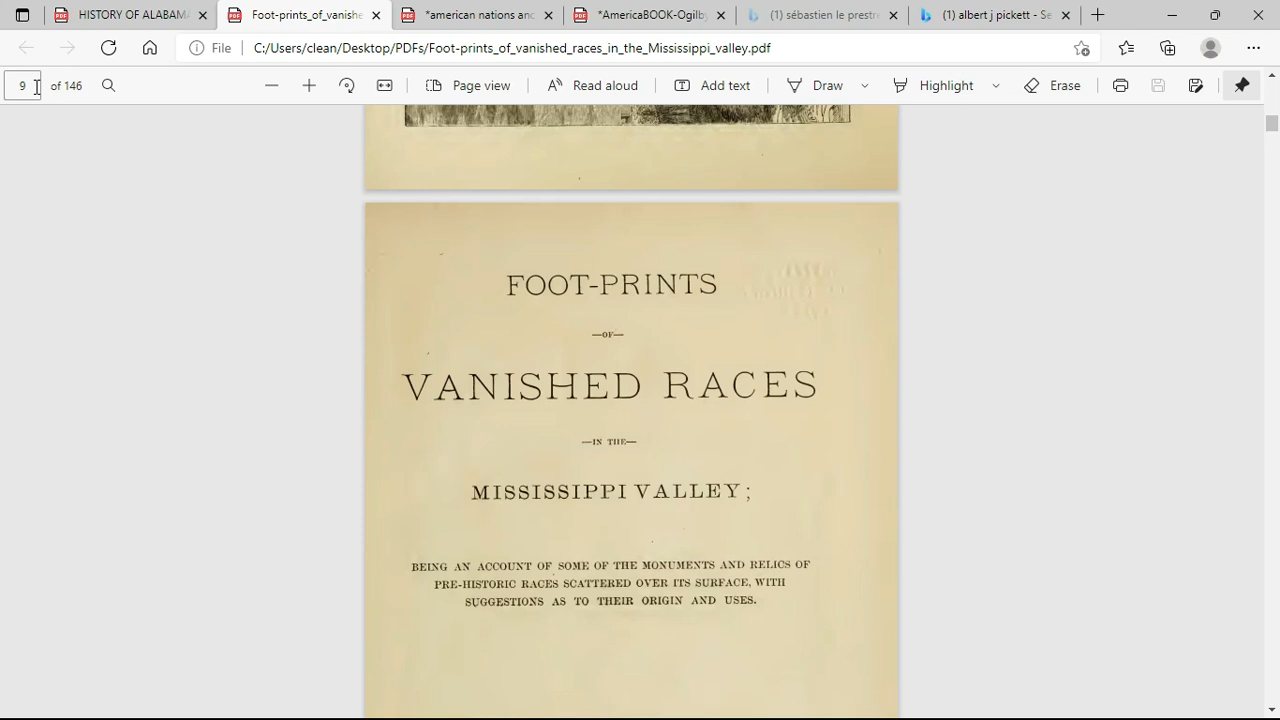 HISTORY OF ALABAMA
Foot-prints_of_vanishe
*american nations and
*AmericaBOOK-Ogilby
(1) sébastien le prestre
(1) albert j pickett - Se
File
C:/Users/clean/Desktop/PDFs/Foot-prints_of_vanished_races_in_the_Mississippi_valley.pdf
9 of 146
Page view
Read aloud
Add text
Draw
Highlight
Erase
FOOT-PRINTS
—OF—
VANISHED RACES
—IN THE—
MISSISSIPPI VALLEY;
BEING AN ACCOUNT OF SOME OF THE MONUMENTS AND RELICS OF
PRE-HISTORIC RACES SCATTERED OVER ITS SURFACE, WITH
SUGGESTIONS AS TO THEIR ORIGIN AND USES.